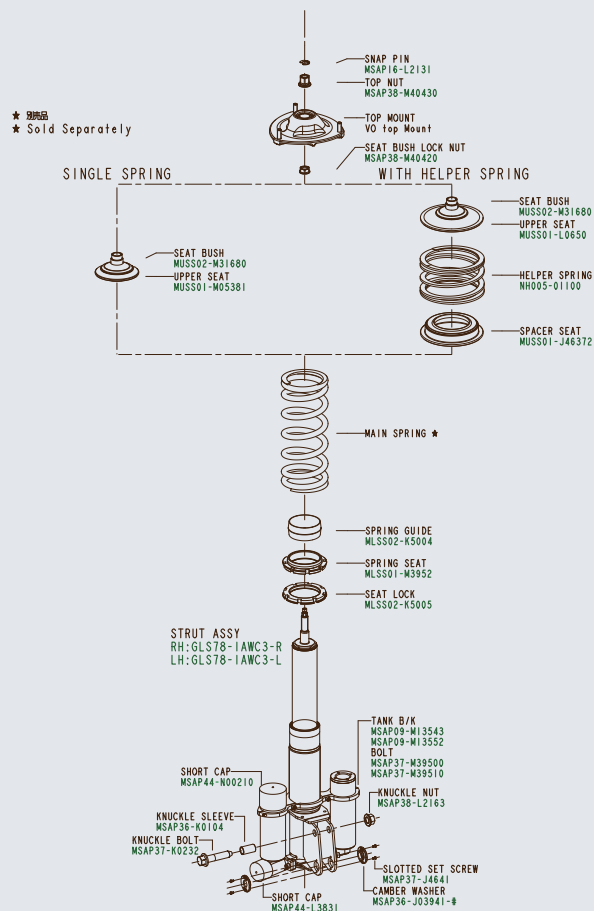 SNAP PIN
MSAP16-L2131
TOP NUT
MSAP38-M40430
TOP MOUNT
VO top Mount
★ 別売品
★ Sold Separately
SEAT BUSH LOCK NUT
MSAP38-M40420
SINGLE SPRING
WITH HELPER SPRING
SEAT BUSH
MUSS02-M31680
UPPER SEAT
MUSS01-L0650
SEAT BUSH
MUSS02-M31680
UPPER SEAT
MUSS01-M05381
HELPER SPRING
NH005-01100
SPACER SEAT
MUSS01-J46372
MAIN SPRING ★
SPRING GUIDE
MLSS02-K5004
SPRING SEAT
MLSS01-M3952
SEAT LOCK
MLSS02-K5005
STRUT ASSY
RH:GLS78-1AWC3-R
LH:GLS78-1AWC3-L
TANK B/K
MSAP09-M13543
MSAP09-M13552
BOLT
MSAP37-M39500
MSAP37-M39510
SHORT CAP
MSAP44-N00210
KNUCKLE NUT
MSAP38-L2163
KNUCKLE SLEEVE
MSAP36-K0104
KNUCKLE BOLT
MSAP37-K0232
SLOTTED SET SCREW
MSAP37-J4641
CAMBER WASHER
MSAP36-J03941-#
SHORT CAP
MSAP44-L3831